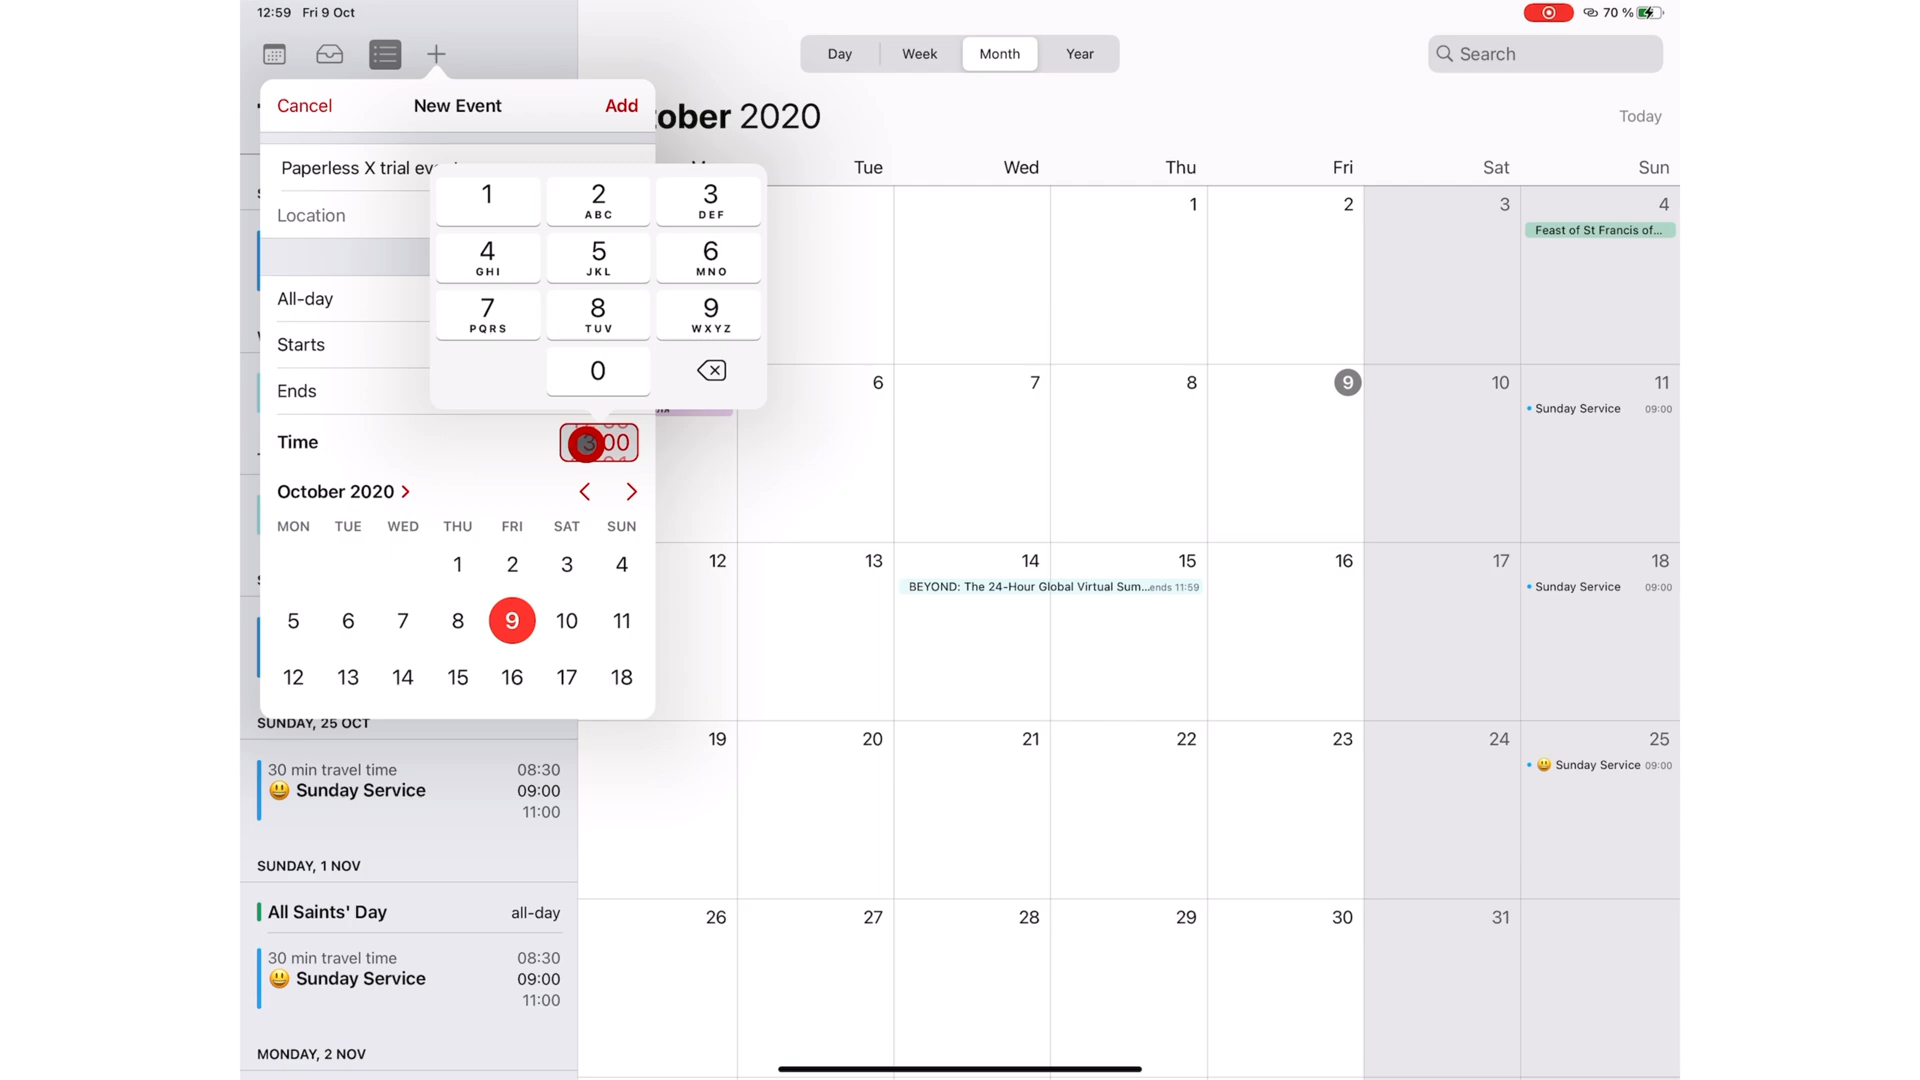 12:59 Fri 9 Oct
70 %
Day Week Month Year
Search
Cancel New Event Add
ober 2020
Today
Tue Wed Thu Fri Sat Sun
Paperless X trial ev
Location
All-day
Starts
Ends
1
2 ABC
3 DEF
4 GHI
5 JKL
6 MNO
7 PQRS
8 TUV
9 WXYZ
0
Time
October 2020
MON TUE WED THU FRI SAT SUN
1 2 3 4
5 6 7 8 9 10 11
12 13 14 15 16 17 18
SUNDAY, 25 OCT
30 min travel time 08:30
😃 Sunday Service 09:00
11:00
SUNDAY, 1 NOV
All Saints' Day all-day
30 min travel time 08:30
😃 Sunday Service 09:00
11:00
MONDAY, 2 NOV
1 2 3 4
Feast of St Francis of...
6 7 8 9 10 11
Sunday Service 09:00
12 13 14 15 16 17 18
BEYOND: The 24-Hour Global Virtual Sum...ends 11:59
Sunday Service 09:00
19 20 21 22 23 24 25
😃 Sunday Service 09:00
26 27 28 29 30 31